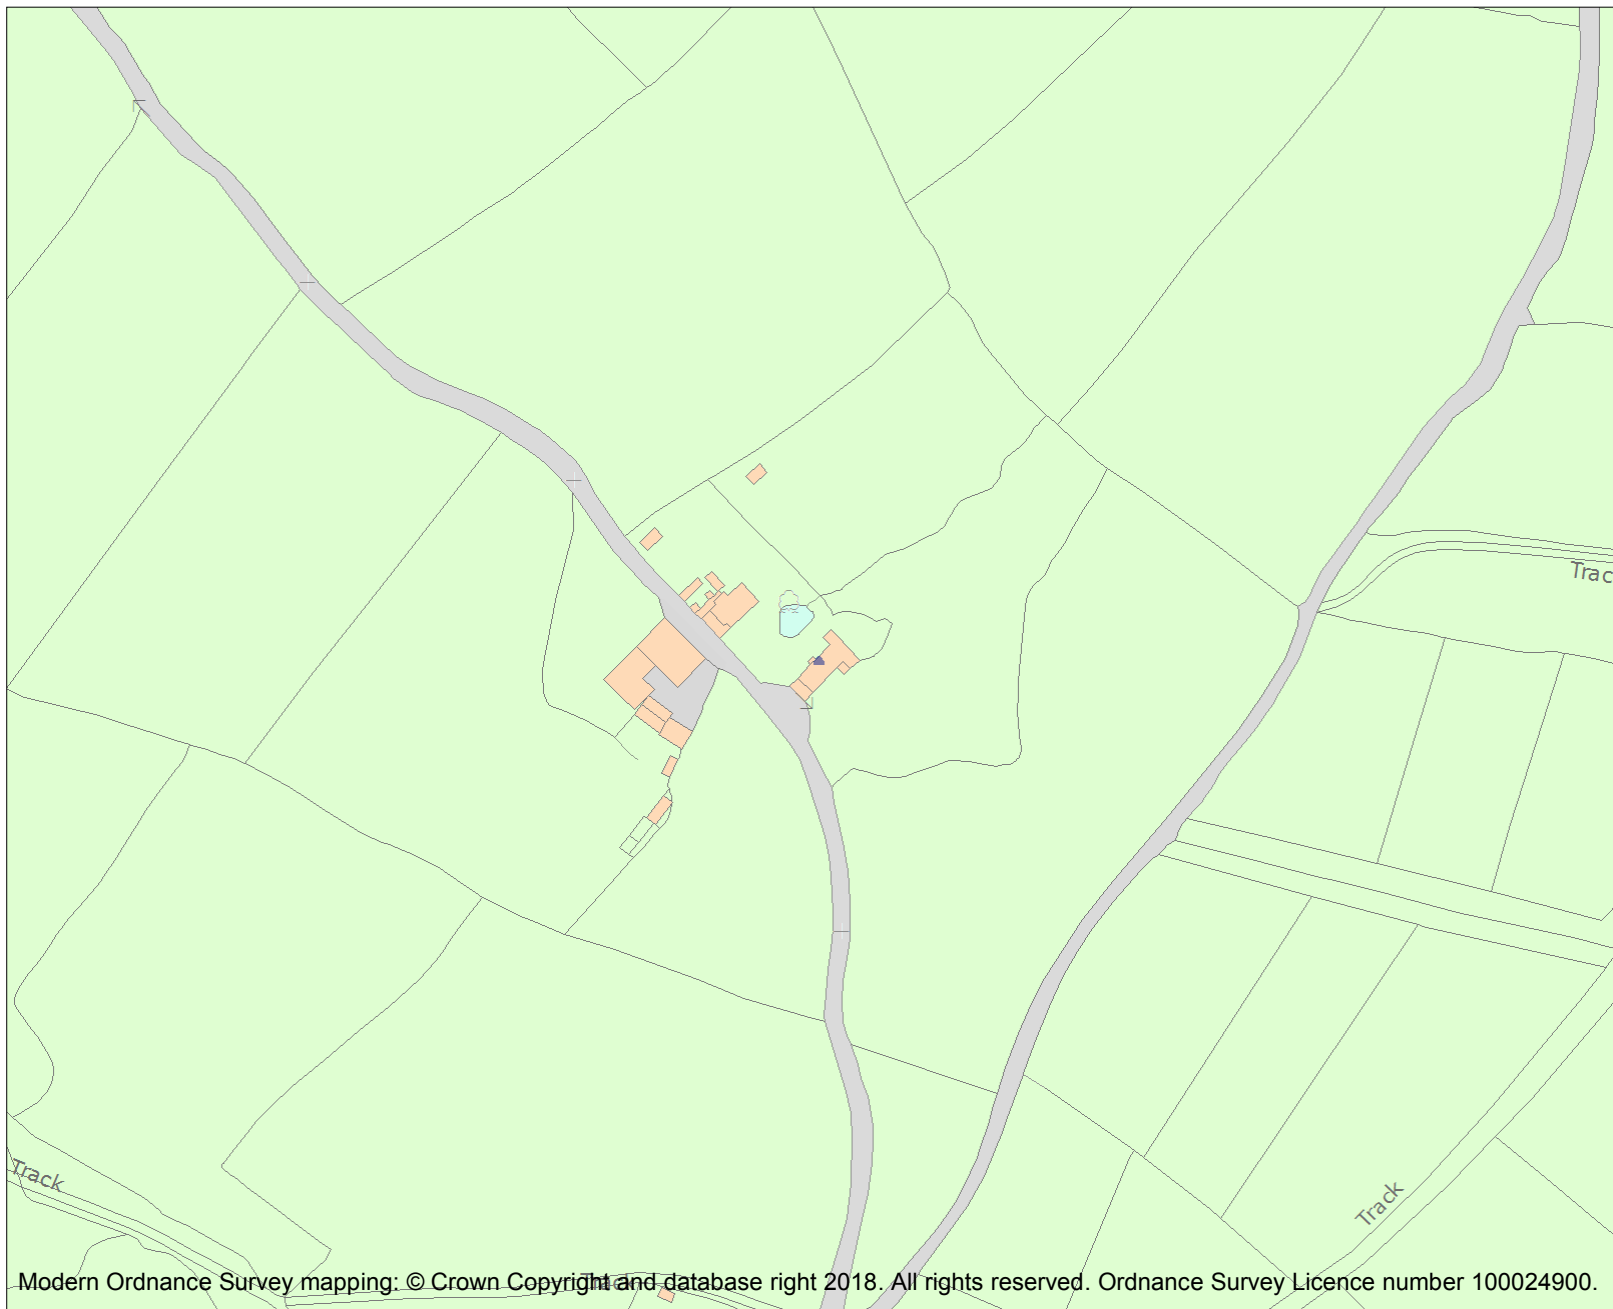 Trac
Track
Track
Track
Modern Ordnance Survey mapping: © Crown Copyright and database right 2018. All rights reserved. Ordnance Survey Licence number 100024900.